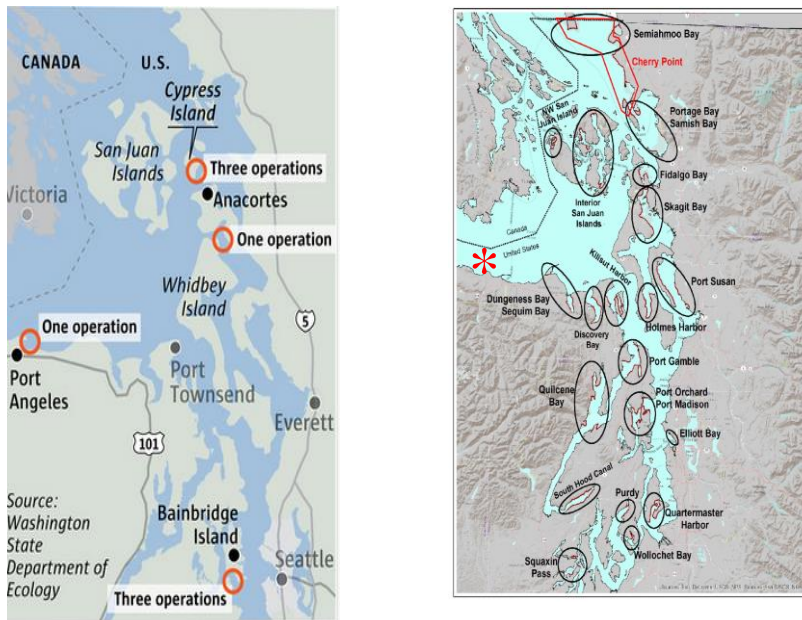 CANADA
U.S.
Cypress
Island
San Juan
Islands
Three operations
Victoria
Anacortes
One operation
Whidbey
Island
One operation
5
Port
Angeles
Port
Townsend
Everett
101
Source:
Washington
State
Department of
Ecology
Bainbridge
Island
Seattle
Three operations
Semiahmoo Bay
Cherry Point
NW San
Juan Island
Portage Bay
Samish Bay
Fidalgo Bay
Interior
San Juan
Islands
Skagit Bay
Canada
United States
*
Kilisut Harbor
Port Susan
Dungeness Bay
Sequim Bay
Discovery
Bay
Holmes Harbor
Port Gamble
Quilcene
Bay
Port Orchard
Port Madison
Elliott Bay
South Hood Canal
Purdy
Quartermaster
Harbor
Wollochet Bay
Squaxin
Pass